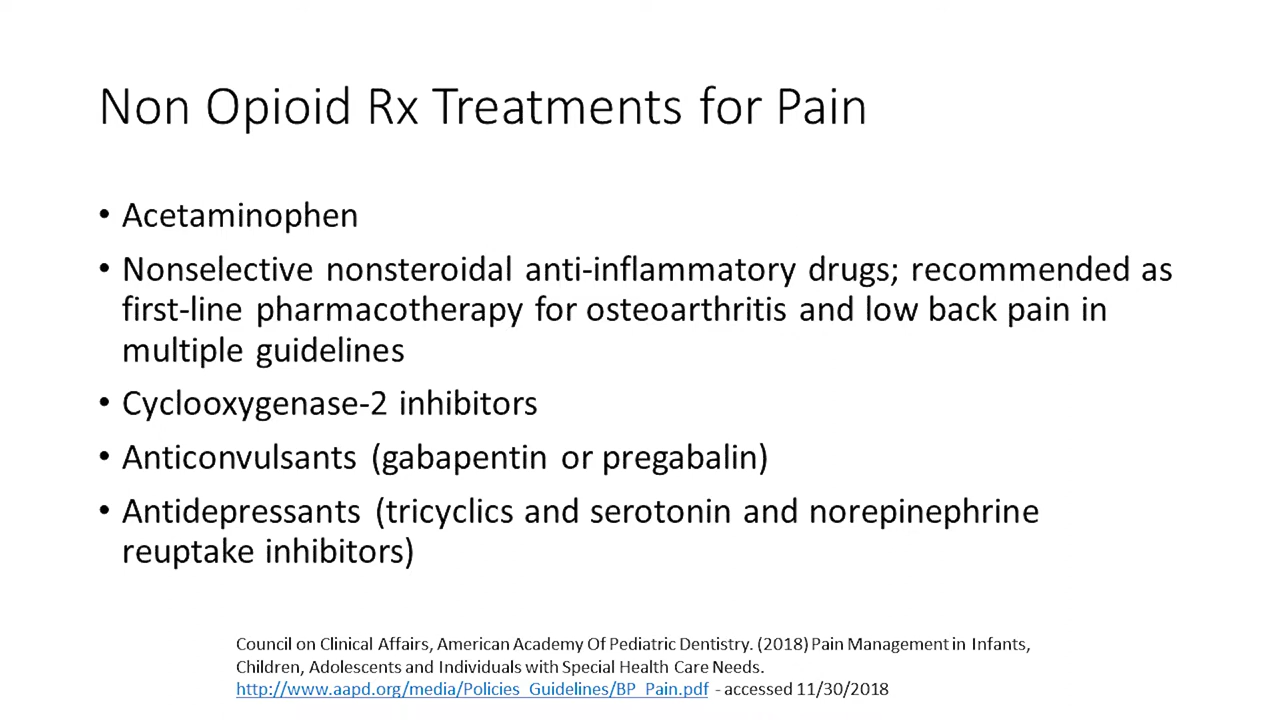 Non Opioid Rx Treatments for Pain
• Acetaminophen
• Nonselective nonsteroidal anti-inflammatory drugs; recommended as
first-line pharmacotherapy for osteoarthritis and low back pain in
multiple guidelines
• Cyclooxygenase-2 inhibitors
• Anticonvulsants (gabapentin or pregabalin)
• Antidepressants (tricyclics and serotonin and norepinephrine
reuptake inhibitors)
Council on Clinical Affairs, American Academy Of Pediatric Dentistry. (2018) Pain Management in Infants,
Children, Adolescents and Individuals with Special Health Care Needs.
http://www.aapd.org/media/Policies_Guidelines/BP_Pain.pdf - accessed 11/30/2018